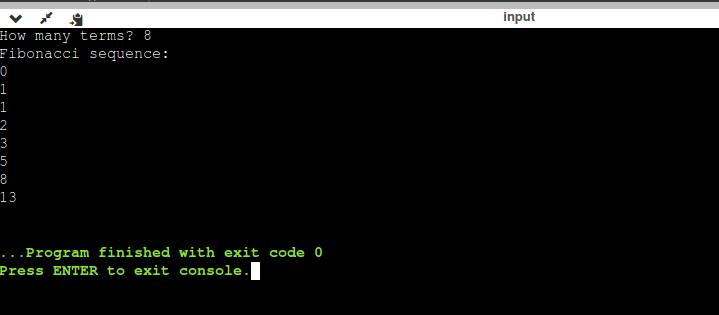 input
How many terms? 8
Fibonacci sequence:
0
1
1
2
3
5
8
13
...Program finished with exit code 0
Press ENTER to exit console.